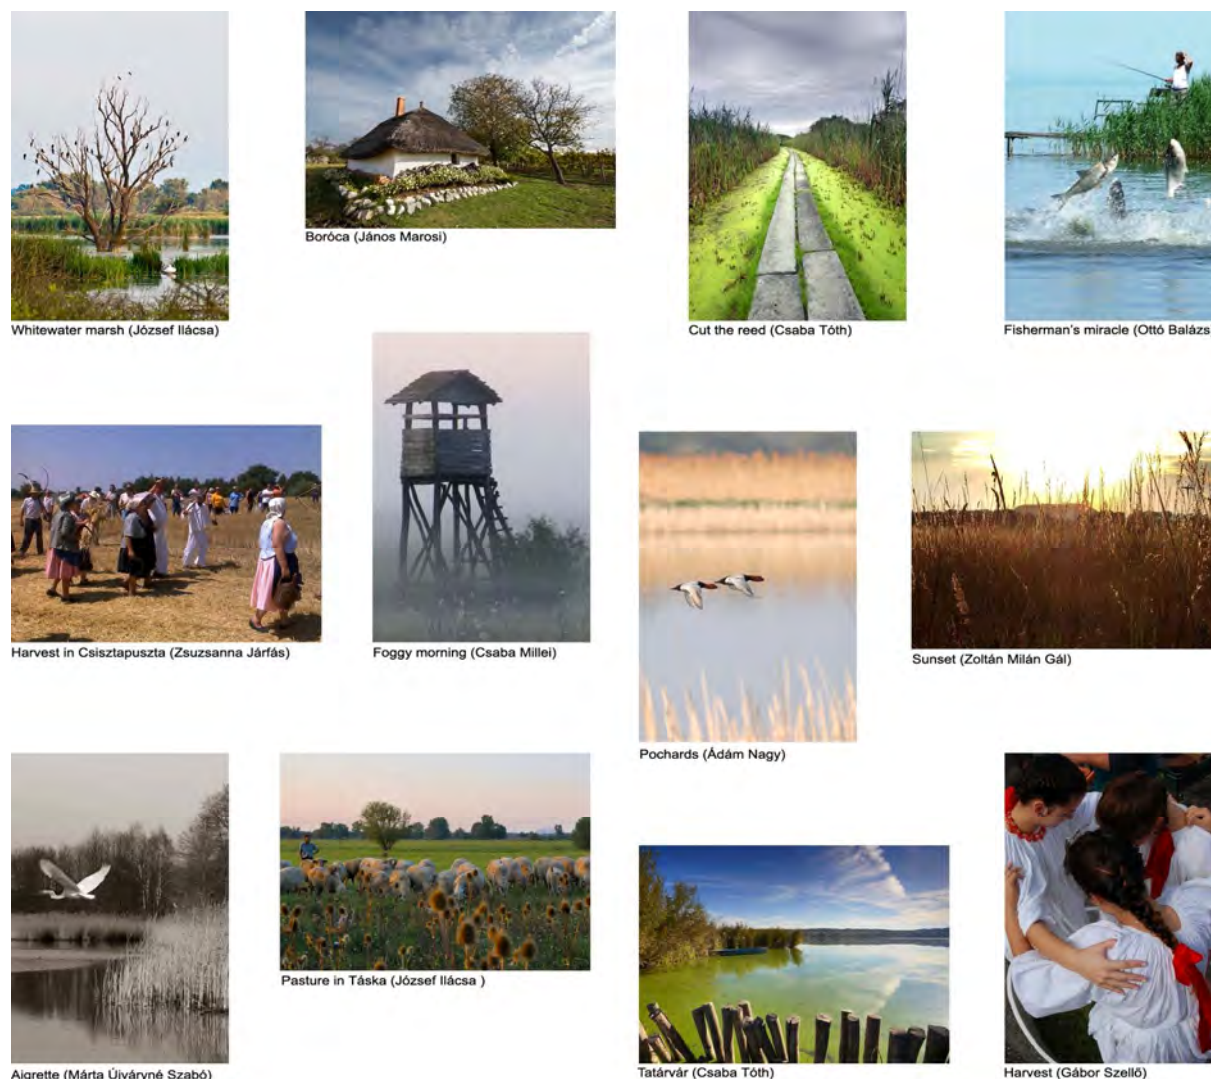 Whitewater marsh (József Ilácsa)
Boróca (János Marosi)
Cut the reed (Csaba Tóth)
Fisherman's miracle (Ottó Balázs
Harvest in Csisztapuszta (Zsuzsanna Járfás)
Foggy morning (Csaba Millei)
Pochards (Ádám Nagy)
Sunset (Zoltán Milán Gál)
Aigrette (Márta Újváryné Szabó)
Pasture in Táska (József Ilácsa )
Tatárvár (Csaba Tóth)
Harvest (Gábor Szellő)